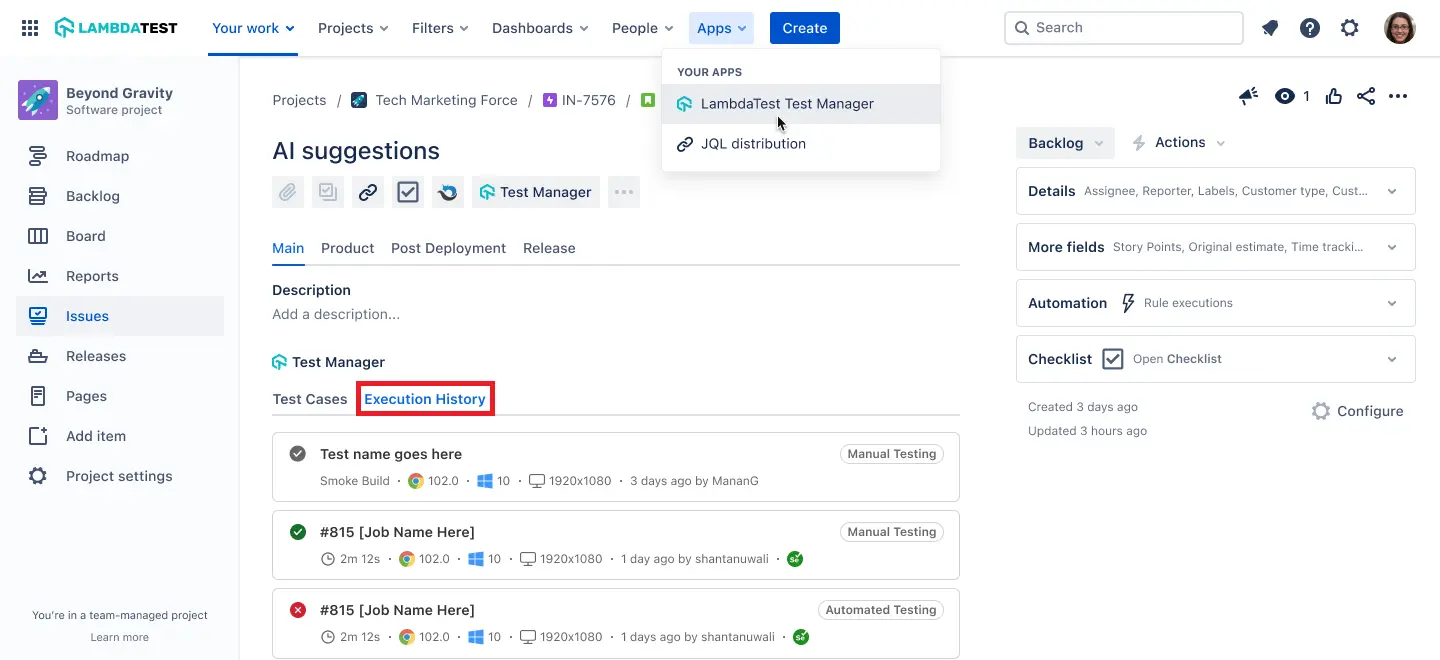 LAMBDATEST
Your work
Projects
Filters
Dashboards
People
Apps
Create
Search
YOUR APPS
LambdaTest Test Manager
JQL distribution
Beyond Gravity
Software project
Roadmap
Backlog
Board
Reports
Issues
Releases
Pages
Add item
Project settings
You're in a team-managed project
Learn more
Projects / Tech Marketing Force / IN-7576 /
AI suggestions
Test Manager
Main Product Post Deployment Release
Description
Add a description...
Test Manager
Test Cases Execution History
Test name goes here Manual Testing
Smoke Build · 102.0 · 10 · 1920x1080 · 3 days ago by MananG
#815 [Job Name Here] Manual Testing
2m 12s · 102.0 · 10 · 1920x1080 · 1 day ago by shantanuwali · Se
#815 [Job Name Here] Automated Testing
2m 12s · 102.0 · 10 · 1920x1080 · 1 days ago by shantanuwali · Se
1
Backlog Actions
Details Assignee, Reporter, Labels, Customer type, Cust...
More fields Story Points, Original estimate, Time tracki...
Automation Rule executions
Checklist Open Checklist
Created 3 days ago
Updated 3 hours ago
Configure